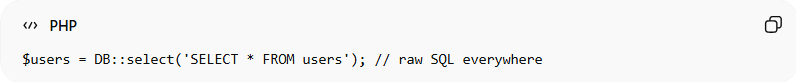 </> PHP
$users = DB::select('SELECT * FROM users'); // raw SQL everywhere